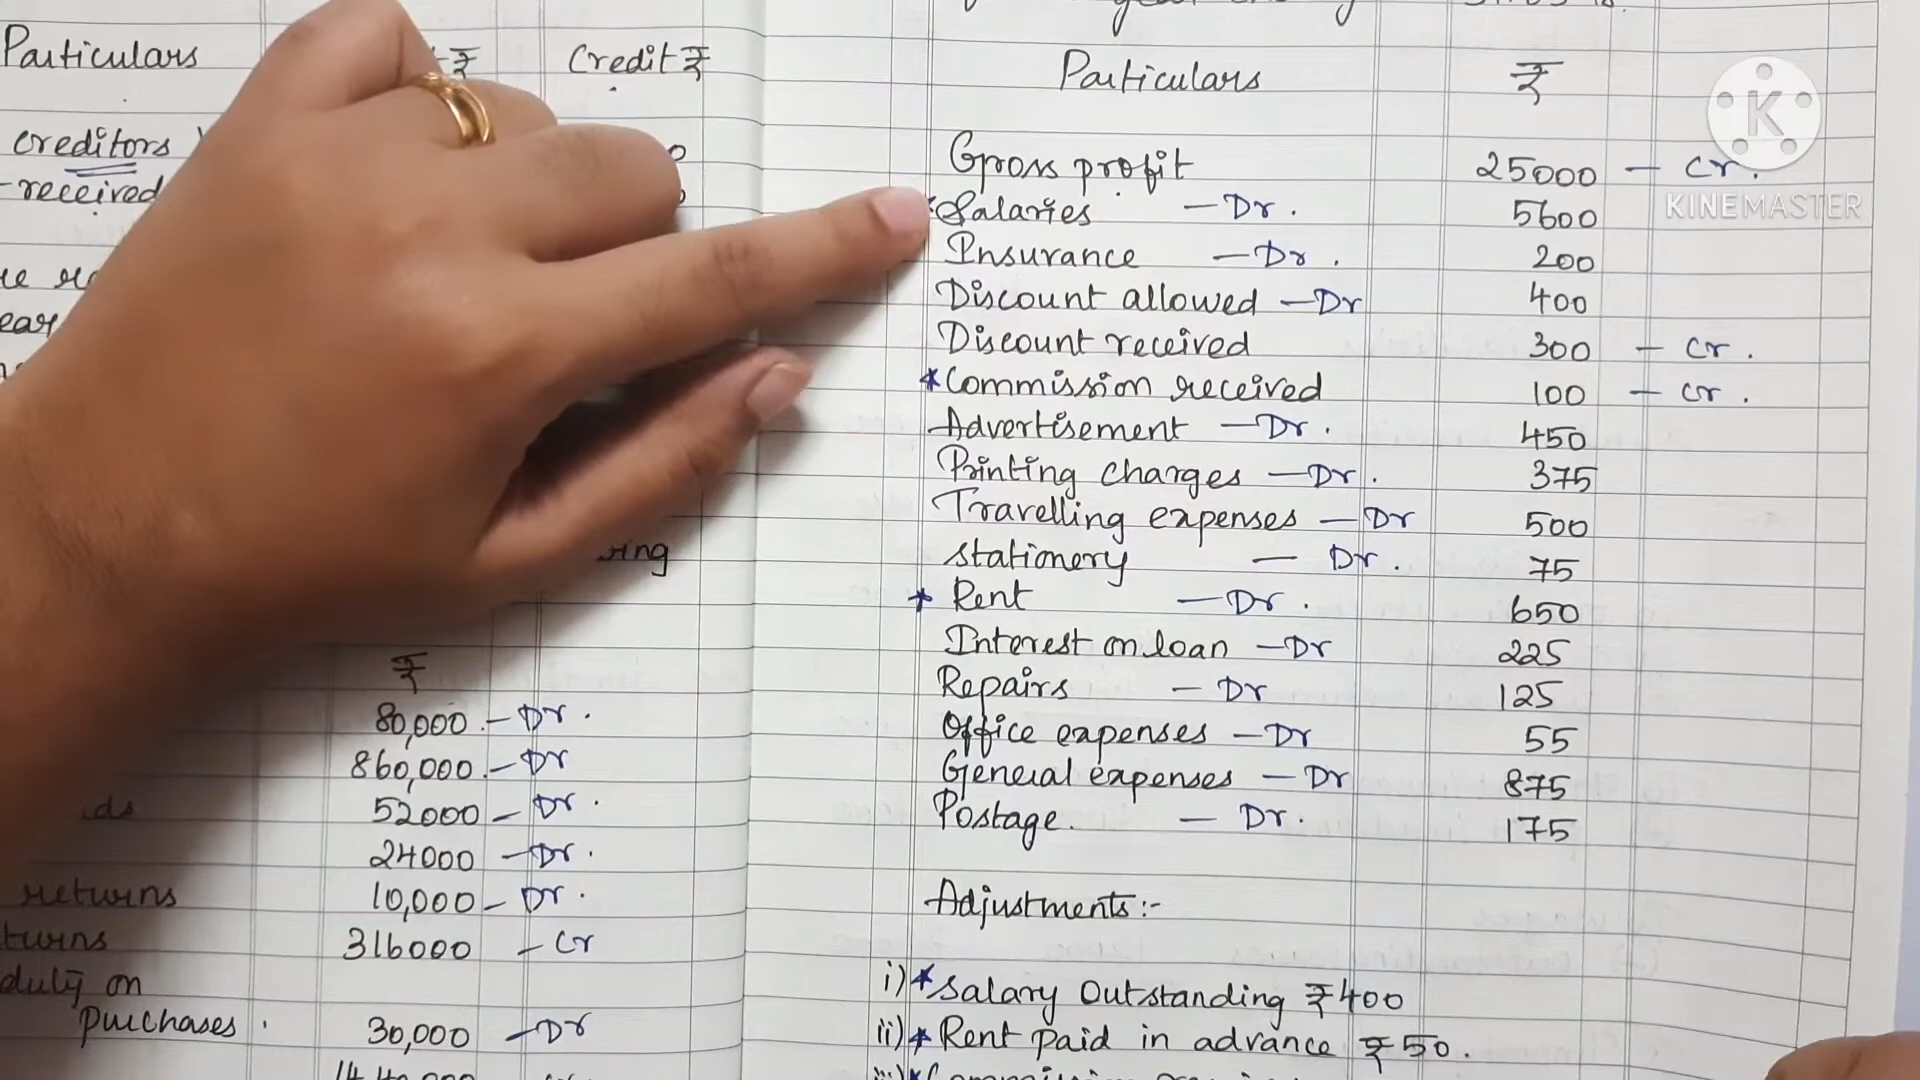 Particulars ₹ Credit ₹
creditors
received
₹
80,000 - Dr.
860,000 - Dr
52000 - Dr.
24000 - Dr.
returns 10,000 - Dr.
316000 - Cr
duty on
purchases. 30,000 - Dr
Particulars ₹
Gross profit 25000 - Cr.
*Salaries - Dr. 5600
Insurance - Dr. 200
Discount allowed - Dr 400
Discount received 300 - Cr.
*Commission received 100 - Cr.
Advertisement - Dr. 450
Printing charges - Dr. 375
Travelling expenses - Dr 500
Stationery - Dr. 75
* Rent - Dr. 650
Interest on loan - Dr 225
Repairs - Dr 125
Office expenses - Dr 55
General expenses - Dr 875
Postage. - Dr. 175
Adjustments :-
i) *Salary Outstanding ₹400
ii) * Rent paid in advance ₹50.
K
KINEMASTER